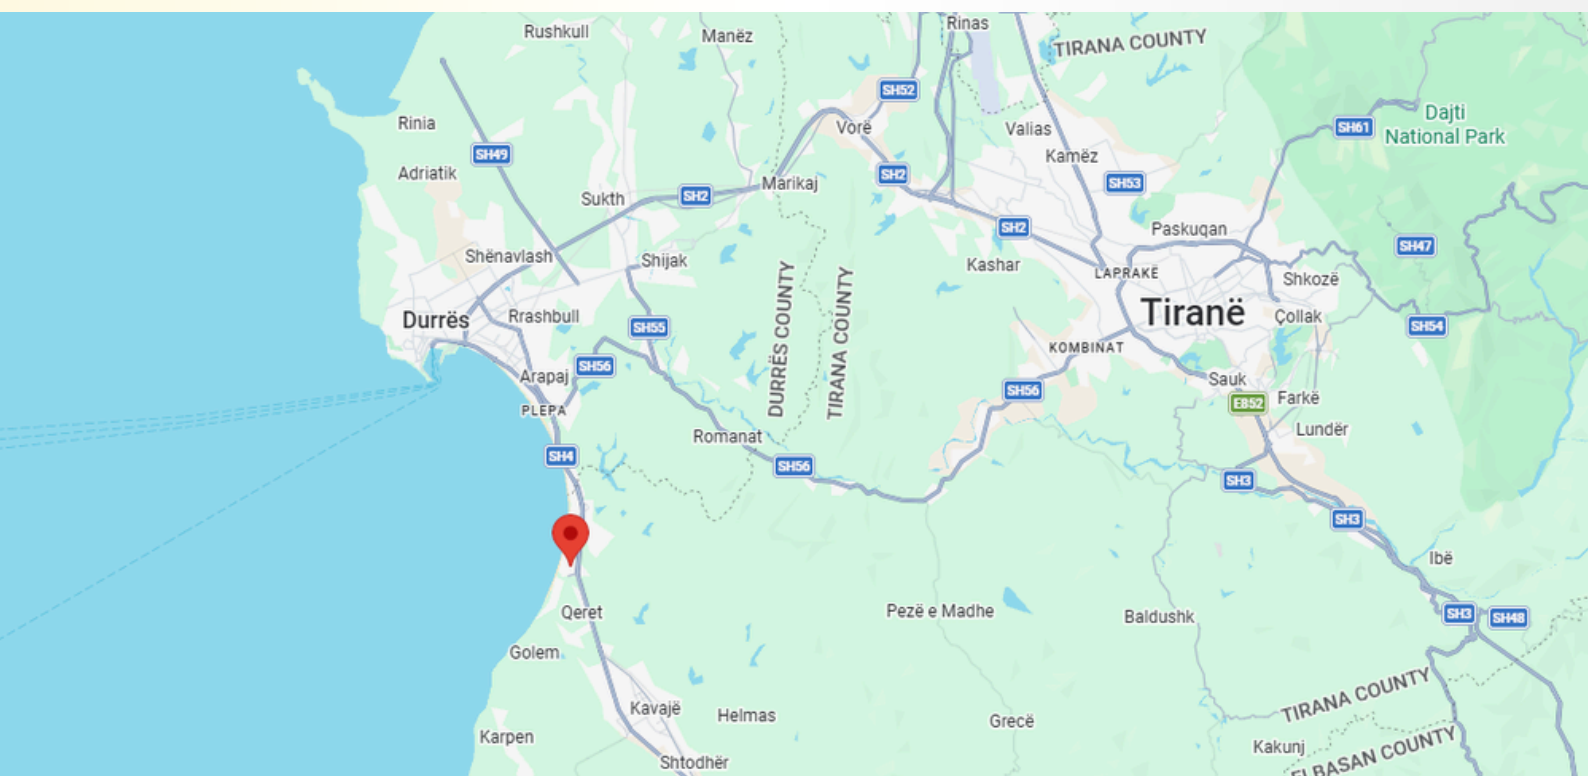 Rushkull
Manëz
Rinas
TIRANA COUNTY
SH52
Rinia
Vorë
Valias
SH61
Dajti
National Park
SH49
Kamëz
Adriatik
SH2
SH53
Marikaj
Sukth
SH2
SH2
Paskuqan
SH47
Shënavlash
Shijak
Kashar
LAPRAKË
Shkozë
Durrës
Rrashbull
SH55
DURRËS COUNTY
TIRANA COUNTY
Tiranë
Çollak
SH54
KOMBINAT
SH56
Arapaj
SH56
Sauk
PLEPA
E852
Farkë
Lundër
Romanat
SH4
SH56
SH3
SH3
Ibë
Qeret
Pezë e Madhe
Baldushk
SH3
SH48
Golem
TIRANA COUNTY
Kavajë
Helmas
Grecë
Karpen
Kakunj
ELBASAN COUNTY
Shtodhër